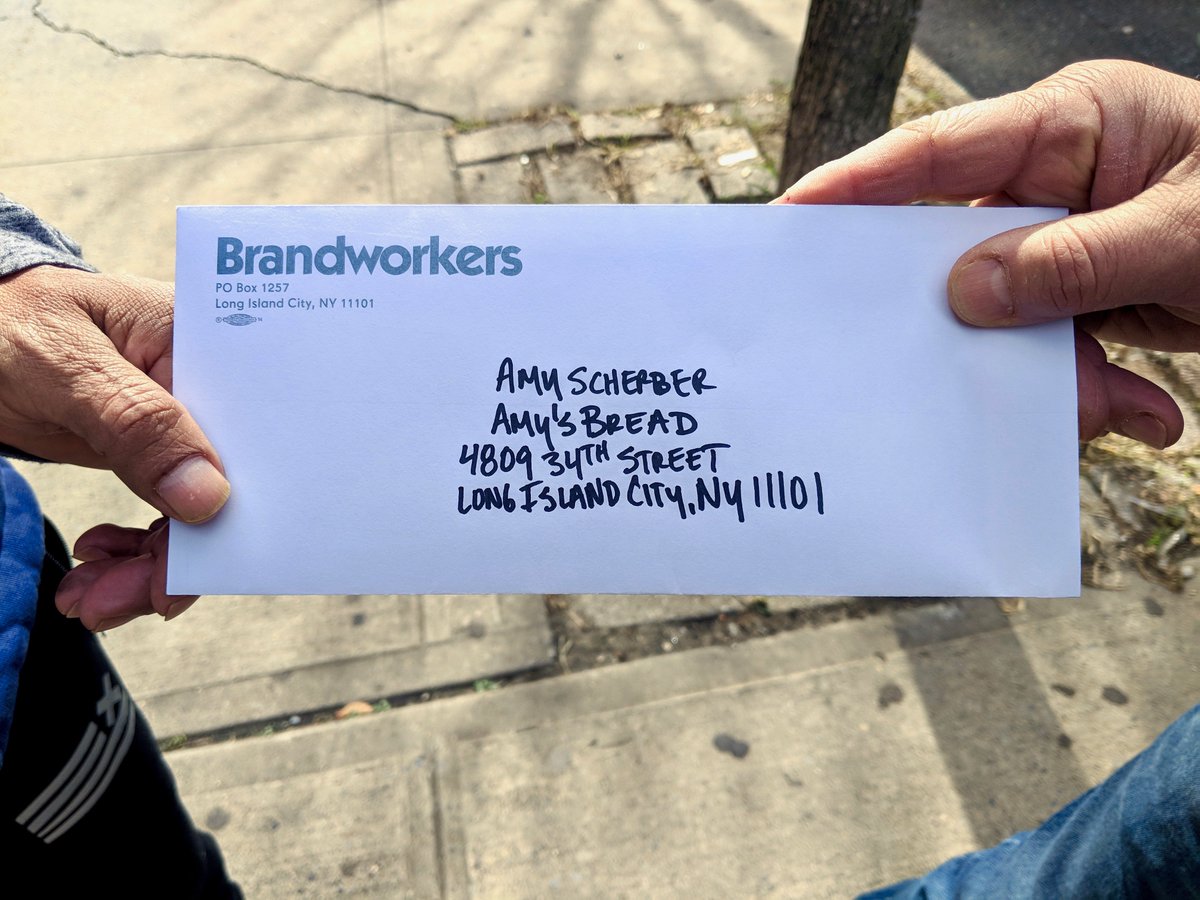 Brandworkers
PO Box 1257
Long Island City, NY 11101
AMY SCHERBER
AMY'S BREAD
4809 34TH STREET
LONG ISLAND CITY, NY 11101